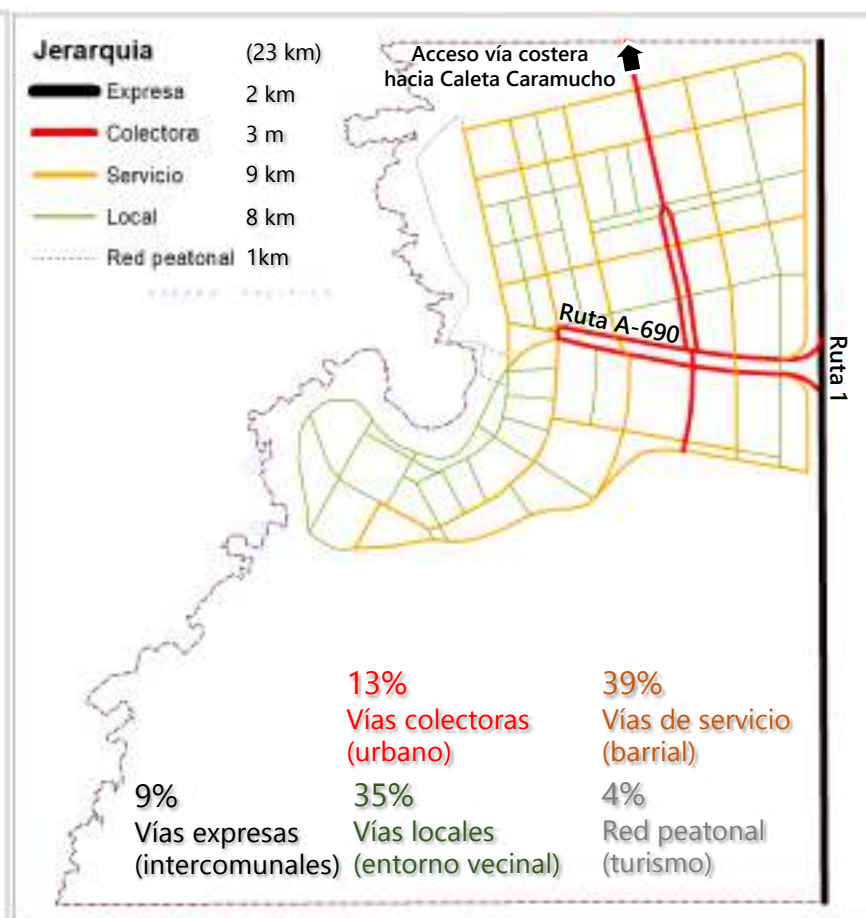 Jerarquia (23 km)
Expresa 2 km
Colectora 3 m
Servicio 9 km
Local 8 km
Red peatonal 1km
Acceso vía costera
hacia Caleta Caramucho
Ruta A-690
Ruta 1
13%
Vías colectoras
(urbano)
39%
Vías de servicio
(barrial)
9%
Vías expresas
(intercomunales)
35%
Vías locales
(entorno vecinal)
4%
Red peatonal
(turismo)